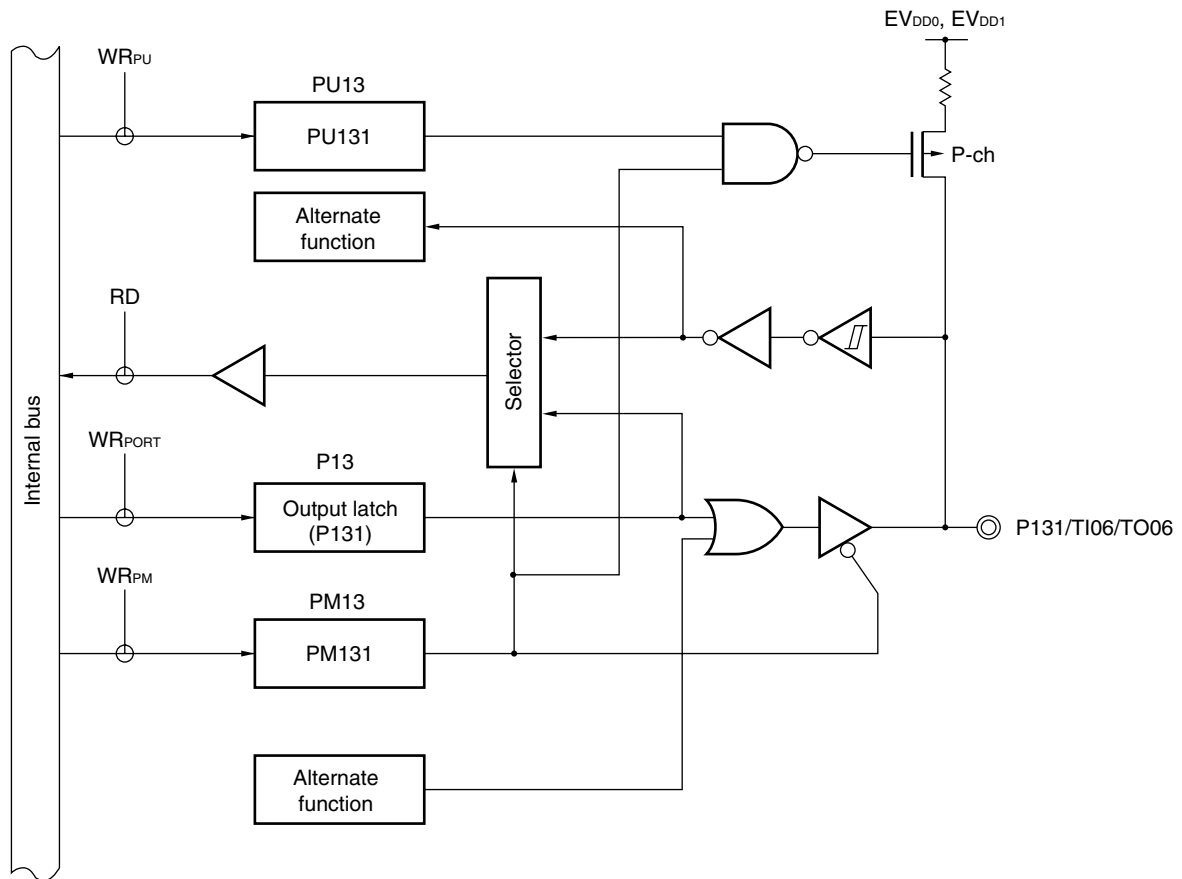 EVDD0, EVDD1
WRPU
PU13
PU131
P-ch
Alternate
function
RD
Selector
Internal bus
WRPORT
P13
Output latch
(P131)
P131/TI06/TO06
WRPM
PM13
PM131
Alternate
function